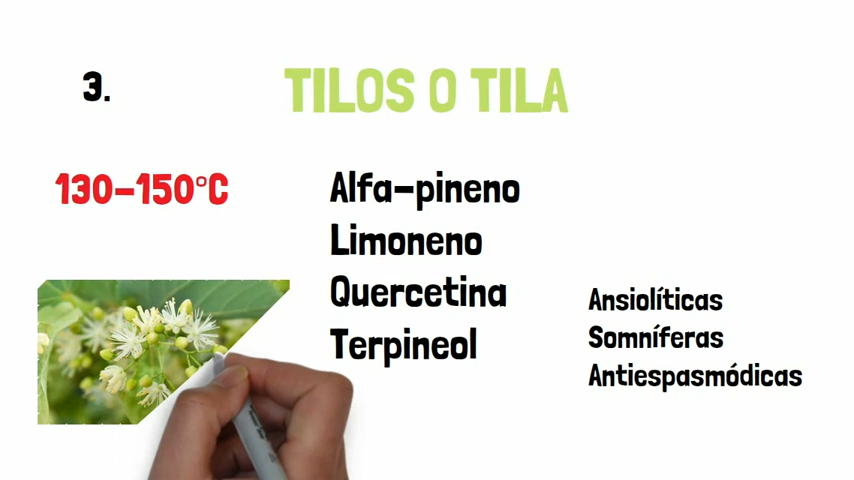 3.
TILOS O TILA
130-150°C
Alfa-pineno
Limoneno
Quercetina
Terpineol
Ansiolíticas
Somníferas
Antiespasmódicas